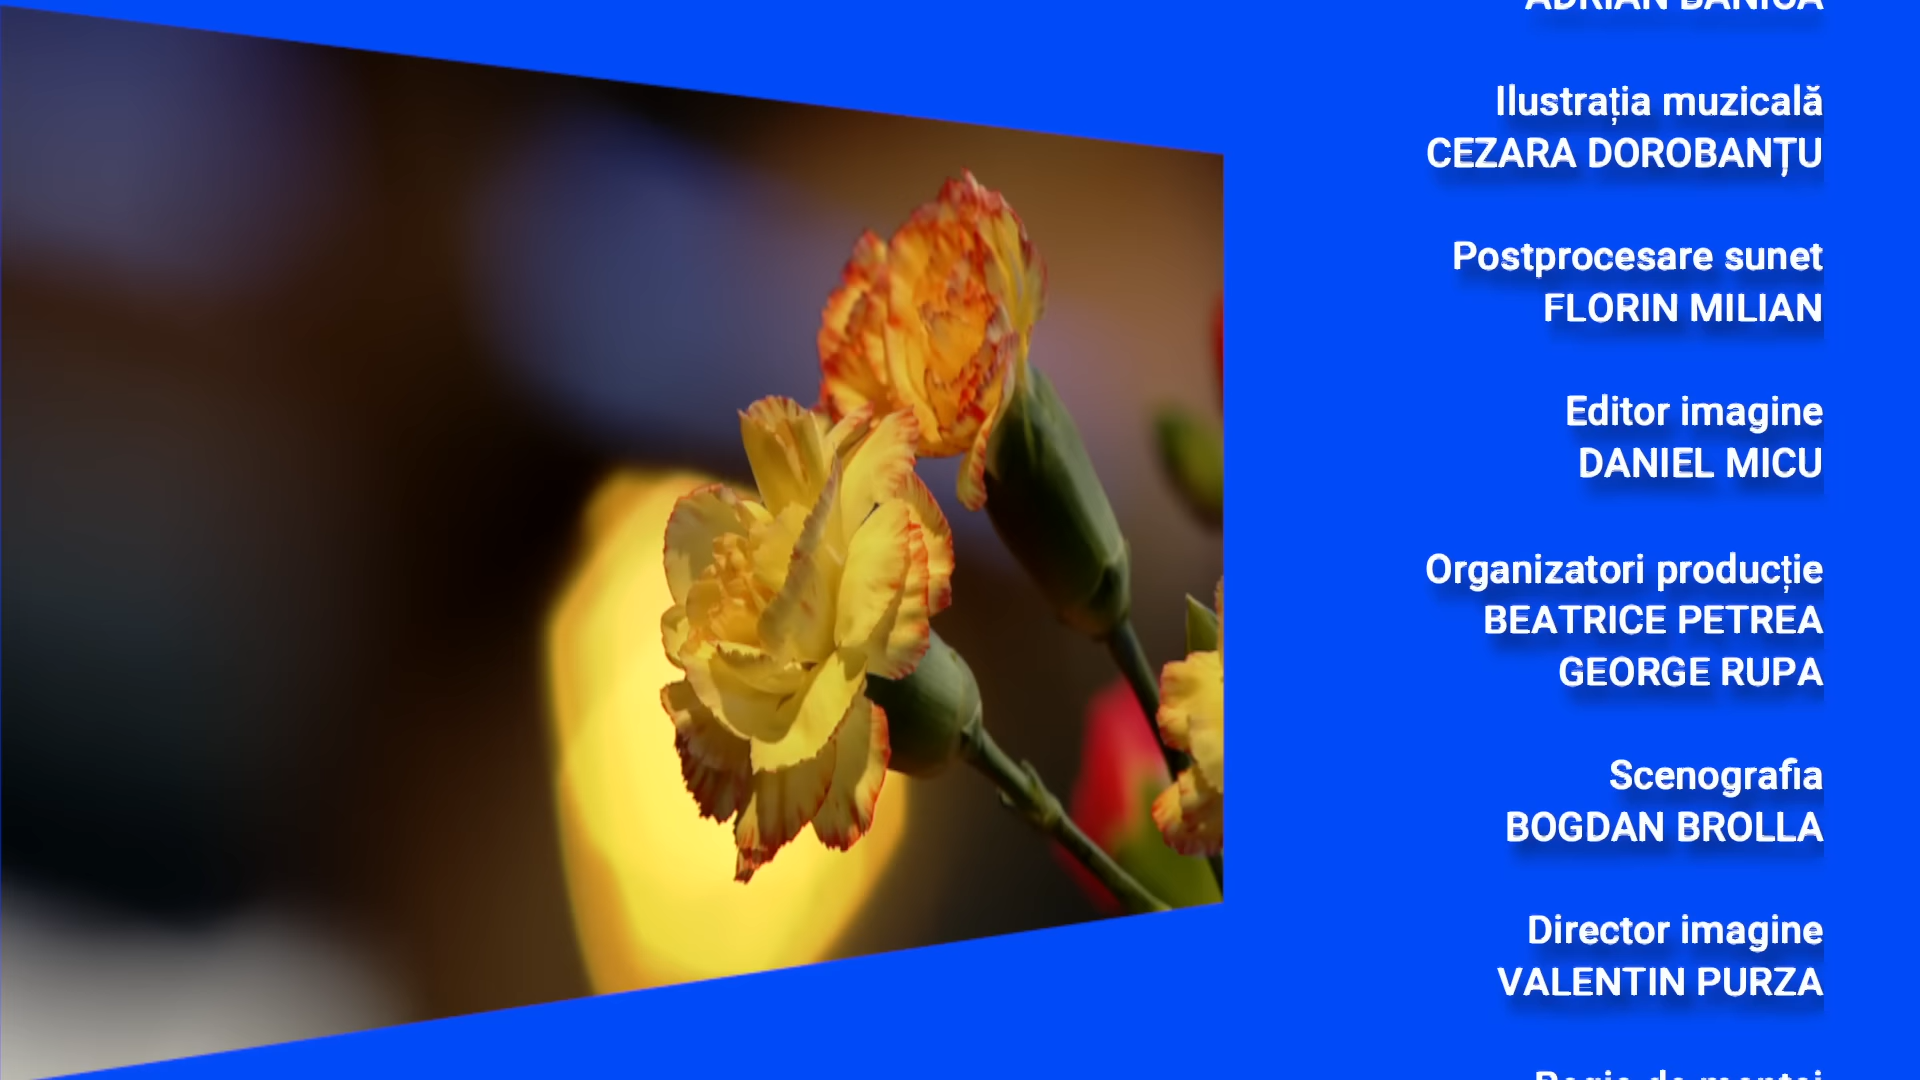 Ilustrația muzicală
CEZARA DOROBANȚU
Postprocesare sunet
FLORIN MILIAN
Editor imagine
DANIEL MICU
Organizatori producție
BEATRICE PETREA
GEORGE RUPA
Scenografia
BOGDAN BROLLA
Director imagine
VALENTIN PURZA